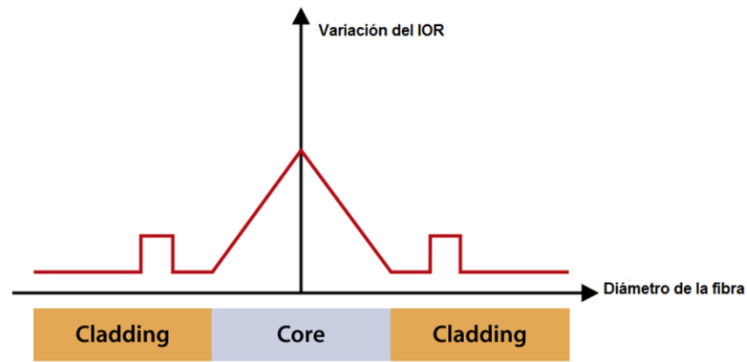 Variación del IOR
Diámetro de la fibra
Cladding
Core
Cladding